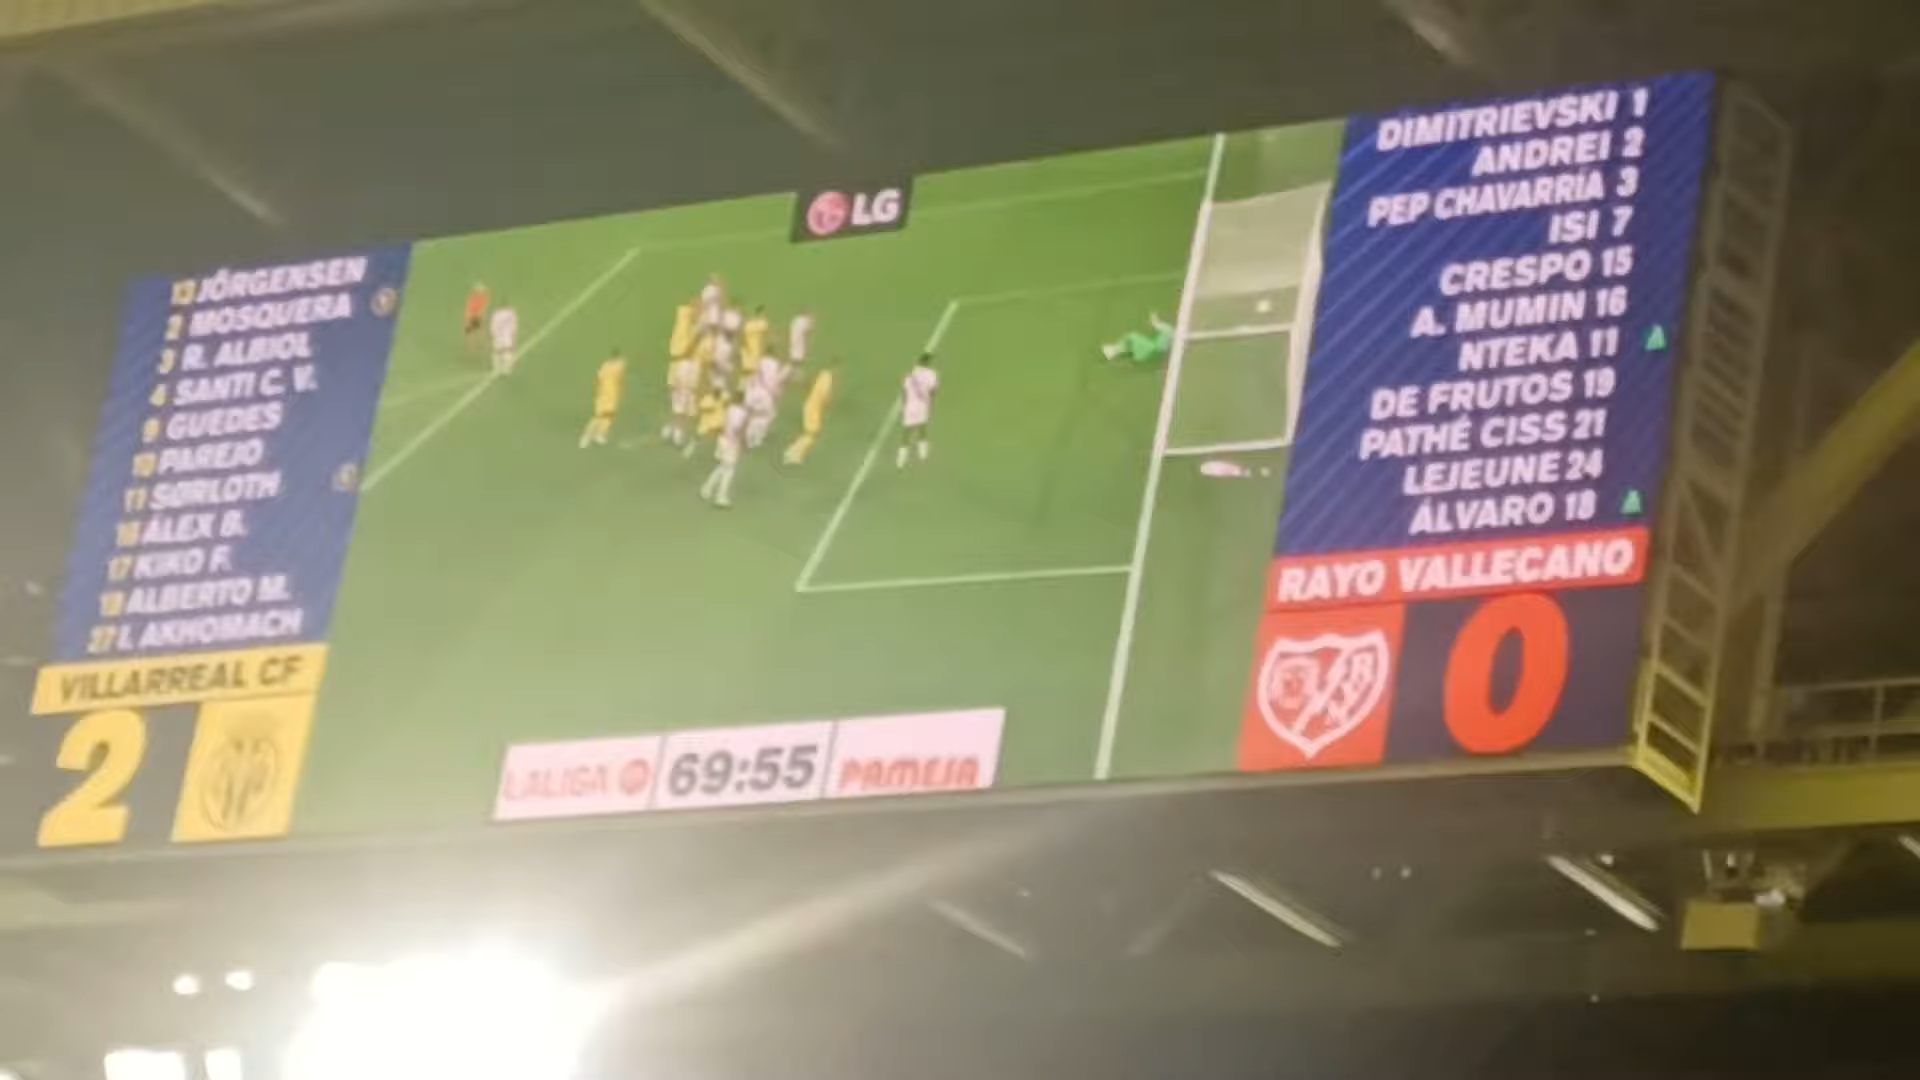 LG
13 JÖRGENSEN
2 MOSQUERA
3 R. ALBIOL
4 SANTI C. V.
9 GUEDES
10 PAREJO
11 SØRLOTH
16 ÁLEX B.
17 KIKO F.
18 ALBERTO M.
27 I. AKHOMACH
VILLARREAL CF
2
LALIGA
69:55
PAMESA
DIMITRIEVSKI 1
ANDREI 2
PEP CHAVARRÍA 3
ISI 7
CRESPO 15
A. MUMIN 16
NTEKA 11
DE FRUTOS 19
PATHÉ CISS 21
LEJEUNE 24
ÁLVARO 18
RAYO VALLECANO
0